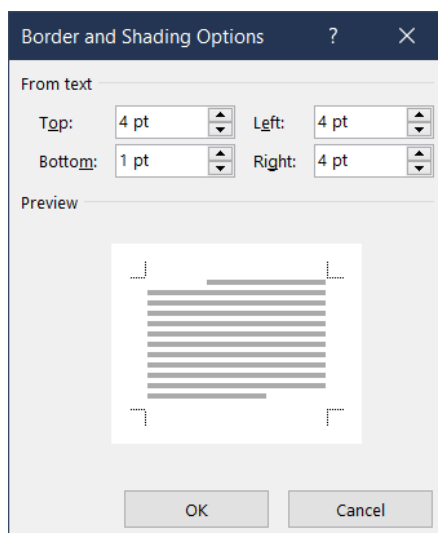 Border and Shading Options ? ×
From text
Top: 4 pt Left: 4 pt
Bottom: 1 pt Right: 4 pt
Preview
OK Cancel